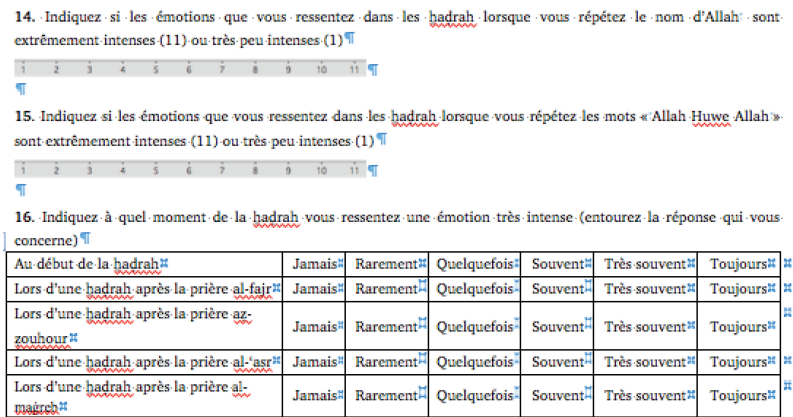 14. Indiquez si les émotions que vous ressentez dans les hadrah lorsque vous répétez le nom d'Allah sont
extrêmement intenses (11) ou très peu intenses (1)¶
1 2 3 4 5 6 7 8 9 10 11 ¶
¶
15. Indiquez si les émotions que vous ressentez dans les hadrah lorsque vous répétez les mots « Allah Huwe Allah »
sont extrêmement intenses (11) ou très peu intenses (1)¶
1 2 3 4 5 6 7 8 9 10 11 ¶
¶
16. Indiquez à quel moment de la hadrah vous ressentez une émotion très intense (entourez la réponse qui vous
concerne)¶
Au début de la hadrah Jamais Rarement Quelquefois Souvent Très souvent Toujours
Lors d'une hadrah après la prière al-fajr Jamais Rarement Quelquefois Souvent Très souvent Toujours
Lors d'une hadrah après la prière az-
zouhour Jamais Rarement Quelquefois Souvent Très souvent Toujours
Lors d'une hadrah après la prière al-'asr Jamais Rarement Quelquefois Souvent Très souvent Toujours
Lors d'une hadrah après la prière al-
magreb Jamais Rarement Quelquefois Souvent Très souvent Toujours